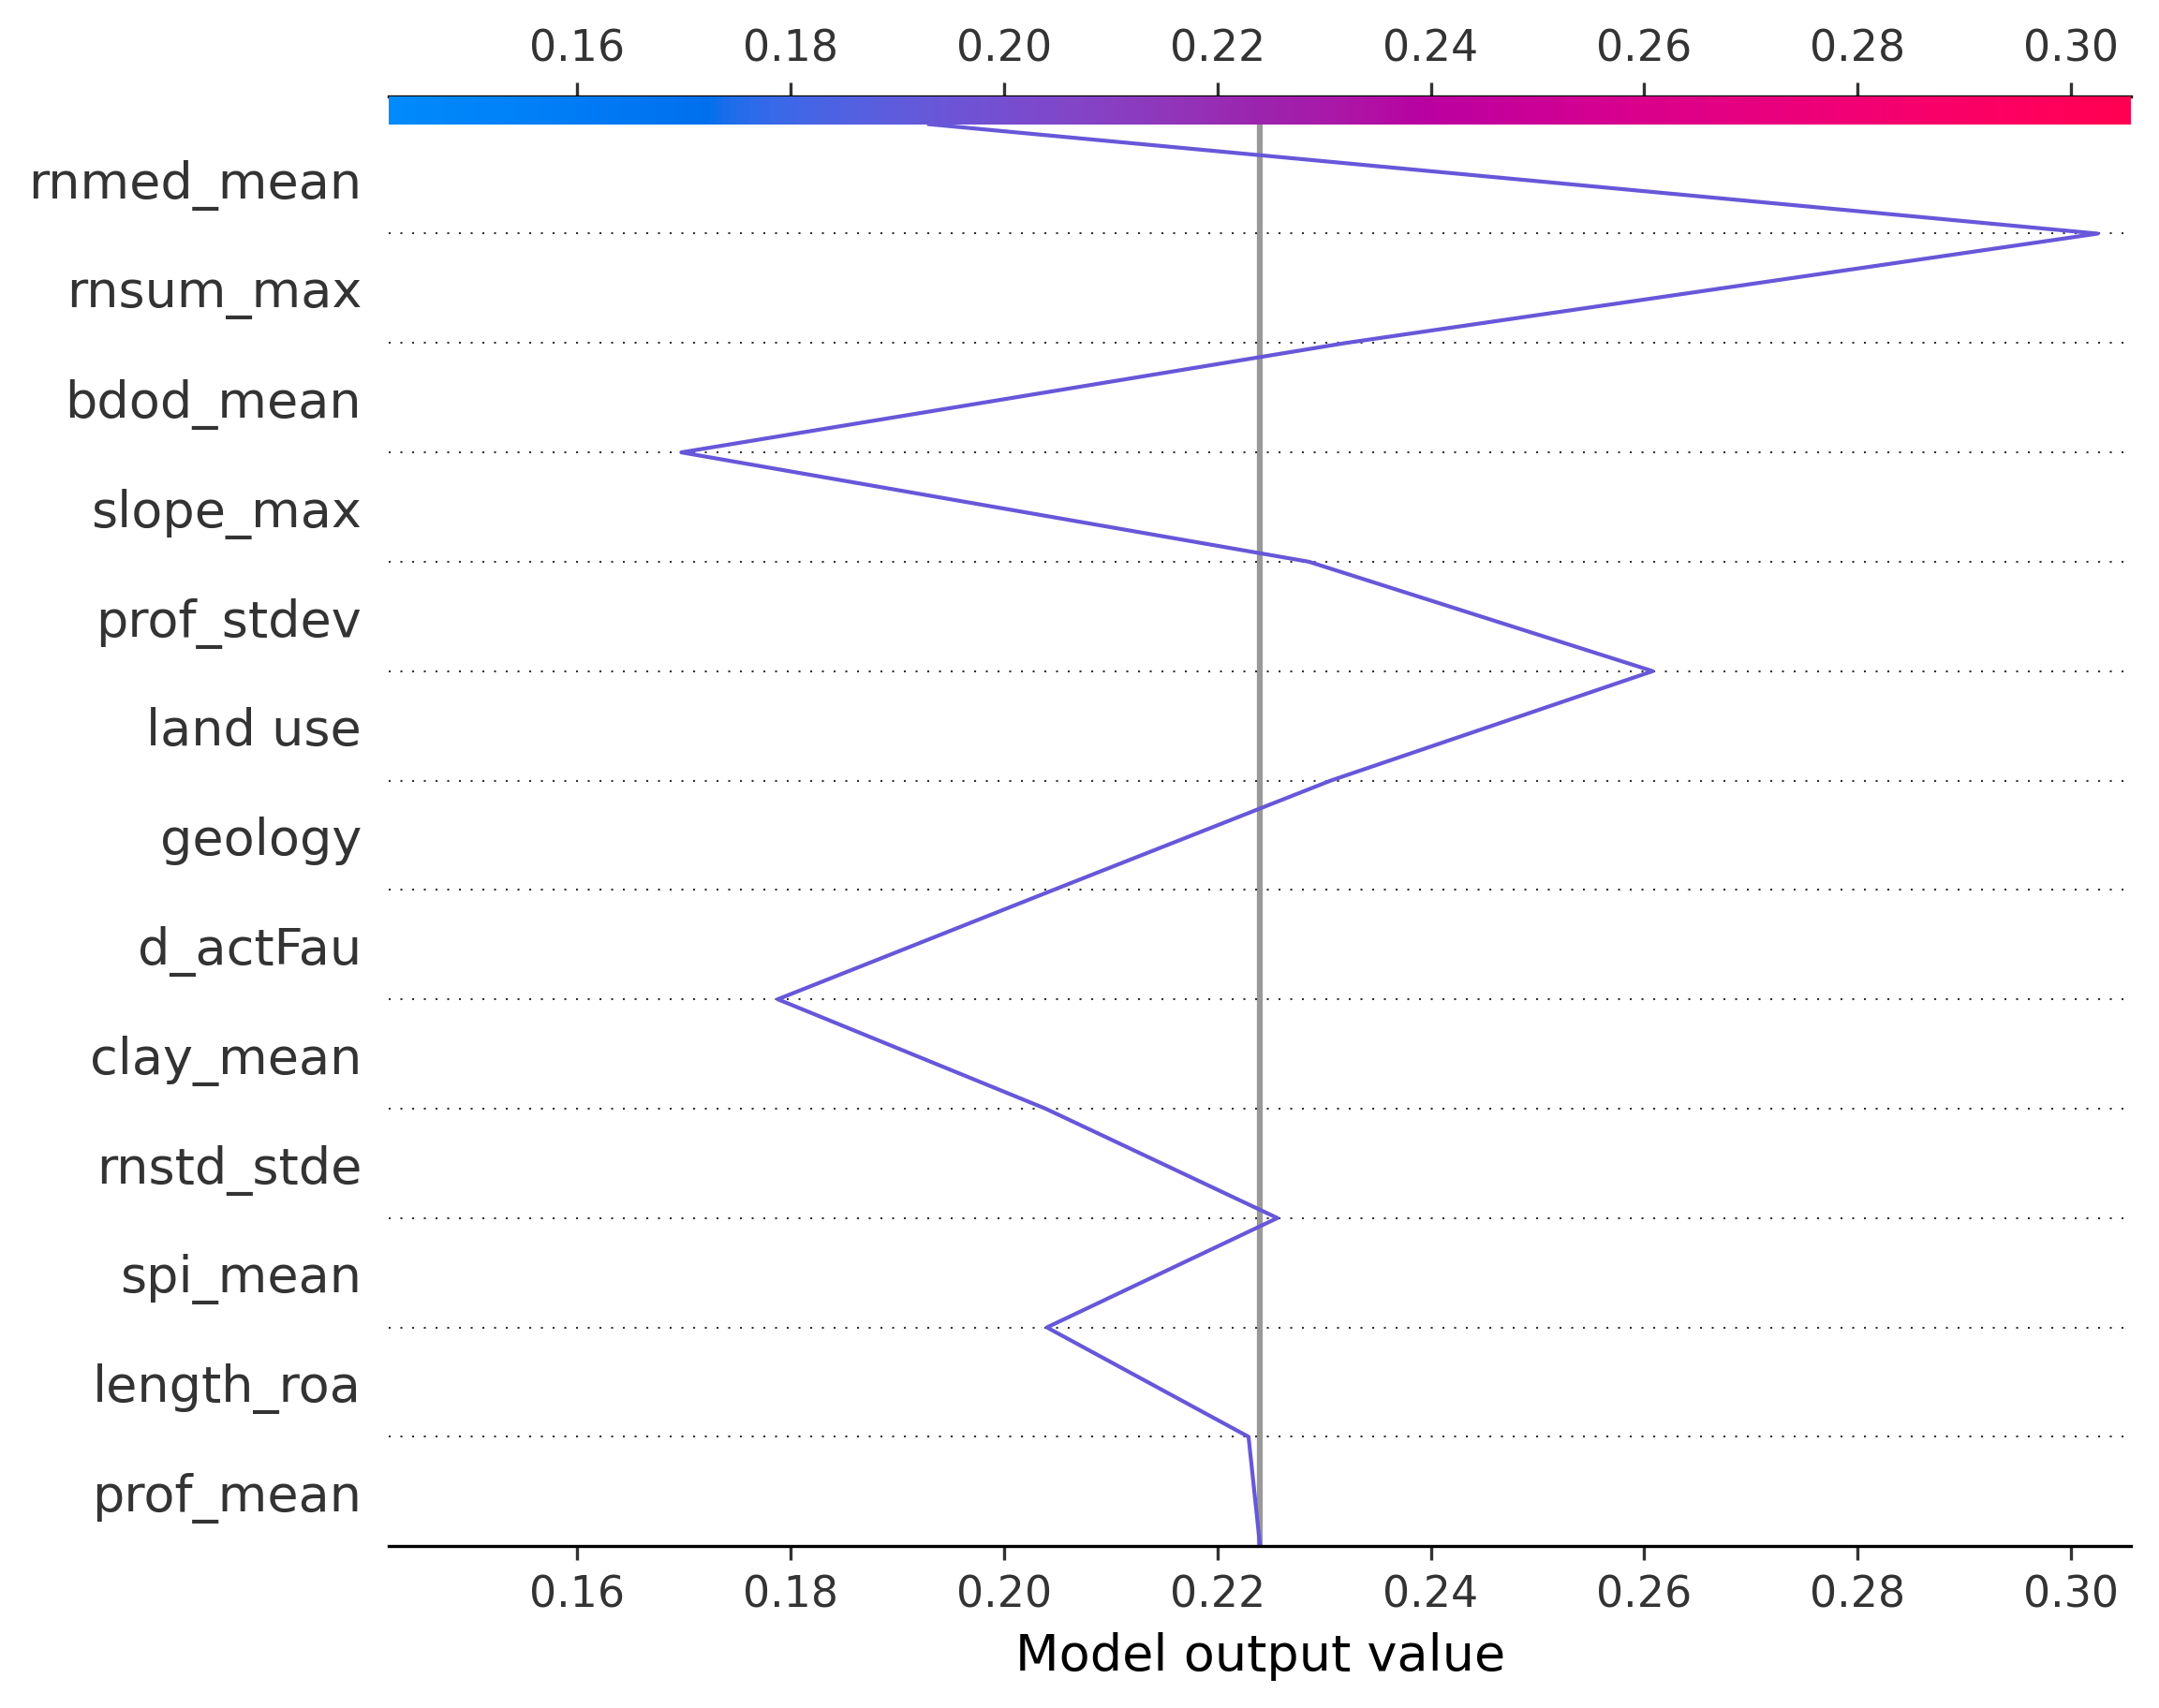 0.16 0.18 0.20 0.22 0.24 0.26 0.28 0.30
rnmed_mean
rnsum_max
bdod_mean
slope_max
prof_stdev
land use
geology
d_actFau
clay_mean
rnstd_stde
spi_mean
length_roa
prof_mean
0.16 0.18 0.20 0.22 0.24 0.26 0.28 0.30
Model output value